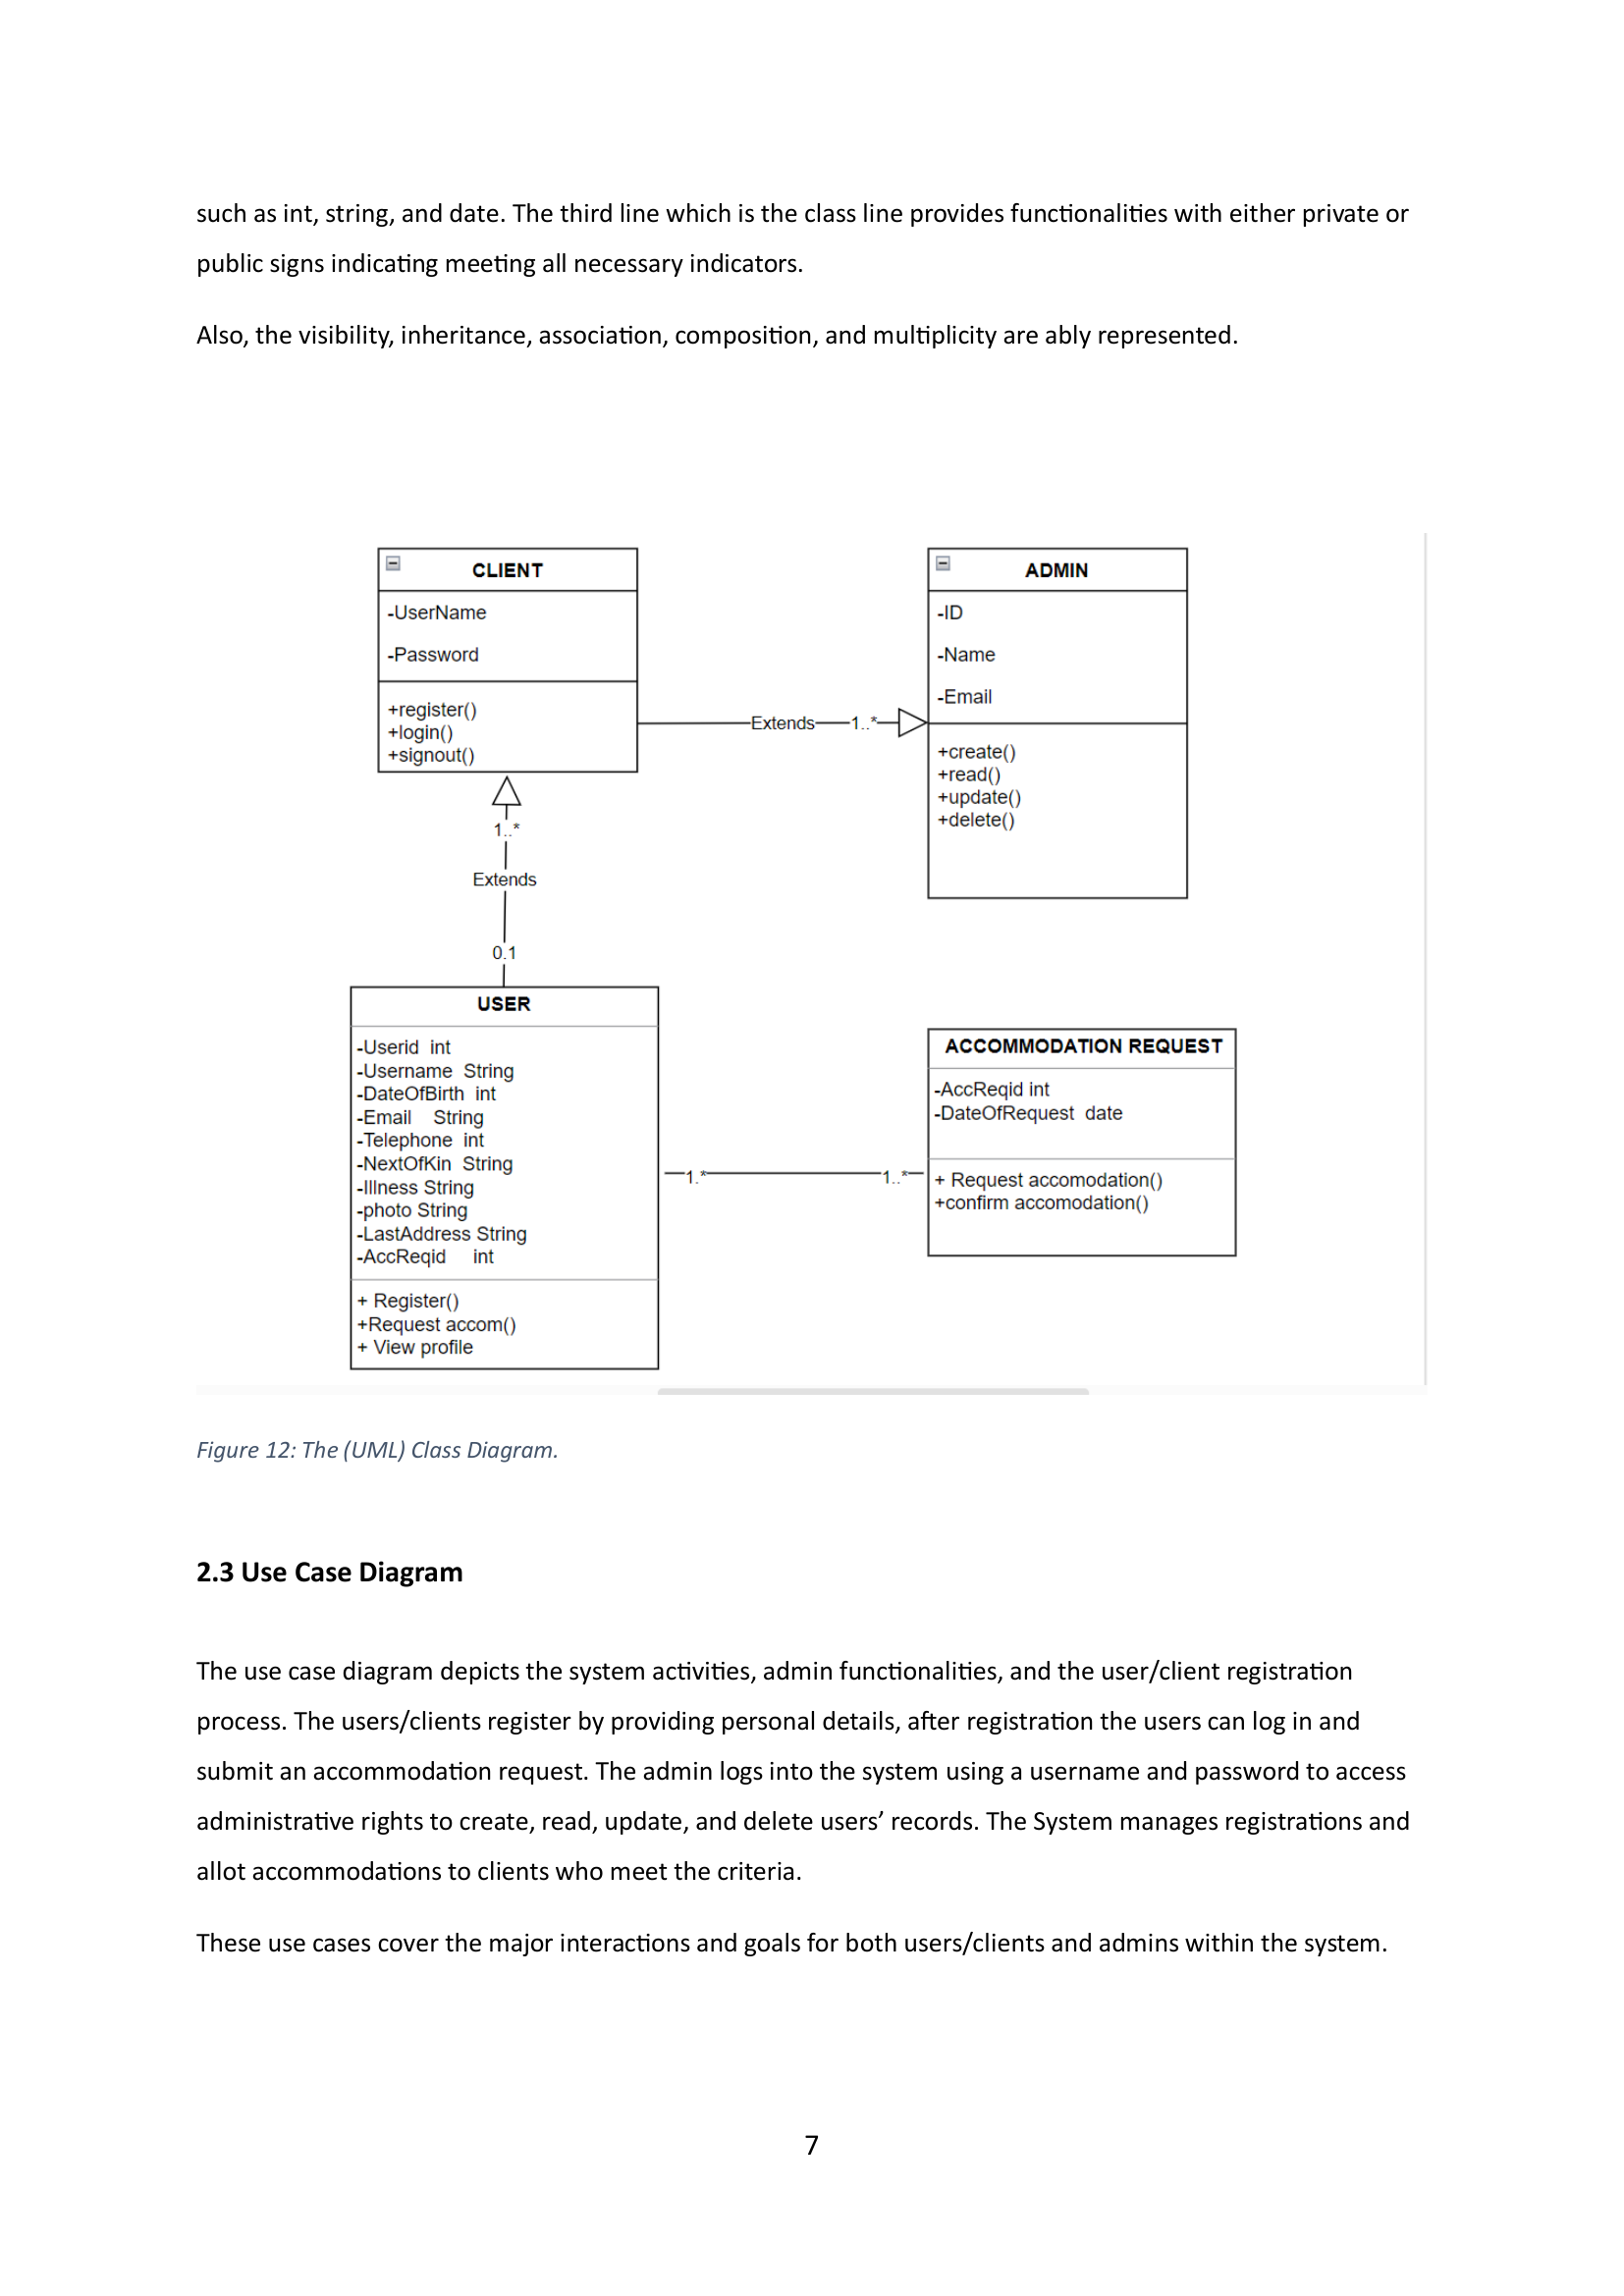 such as int, string, and date. The third line which is the class line provides functionalities with either private or
public signs indicating meeting all necessary indicators.
Also, the visibility, inheritance, association, composition, and multiplicity are ably represented.
CLIENT
-UserName
-Password
+register()
+login()
+signout()
Extends
1..*
ADMIN
-ID
-Name
-Email
+create()
+read()
+update()
+delete()
1..*
Extends
0.1
USER
-Userid int
-Username String
-DateOfBirth int
-Email String
-Telephone int
-NextOfKin String
-Illness String
-photo String
-LastAddress String
-AccReqid int
+ Register()
+Request accom()
+ View profile
1.*
1..*
ACCOMMODATION REQUEST
-AccReqid int
-DateOfRequest date
+ Request accomodation()
+confirm accomodation()
Figure 12: The (UML) Class Diagram.
2.3 Use Case Diagram
The use case diagram depicts the system activities, admin functionalities, and the user/client registration
process. The users/clients register by providing personal details, after registration the users can log in and
submit an accommodation request. The admin logs into the system using a username and password to access
administrative rights to create, read, update, and delete users’ records. The System manages registrations and
allot accommodations to clients who meet the criteria.
These use cases cover the major interactions and goals for both users/clients and admins within the system.
7